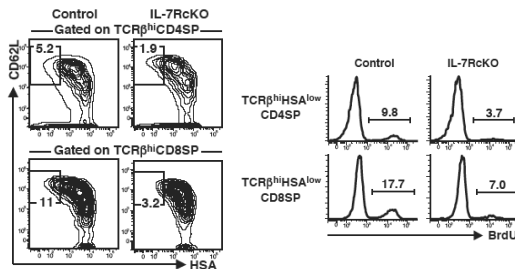 Control IL-7RcKO
Gated on TCRβhiCD4SP
5.2 1.9
CD62L
Gated on TCRβhiCD8SP
11 3.2
HSA
Control IL-7RcKO
TCRβhiHSAlow
CD4SP
9.8 3.7
TCRβhiHSAlow
CD8SP
17.7 7.0
BrdU